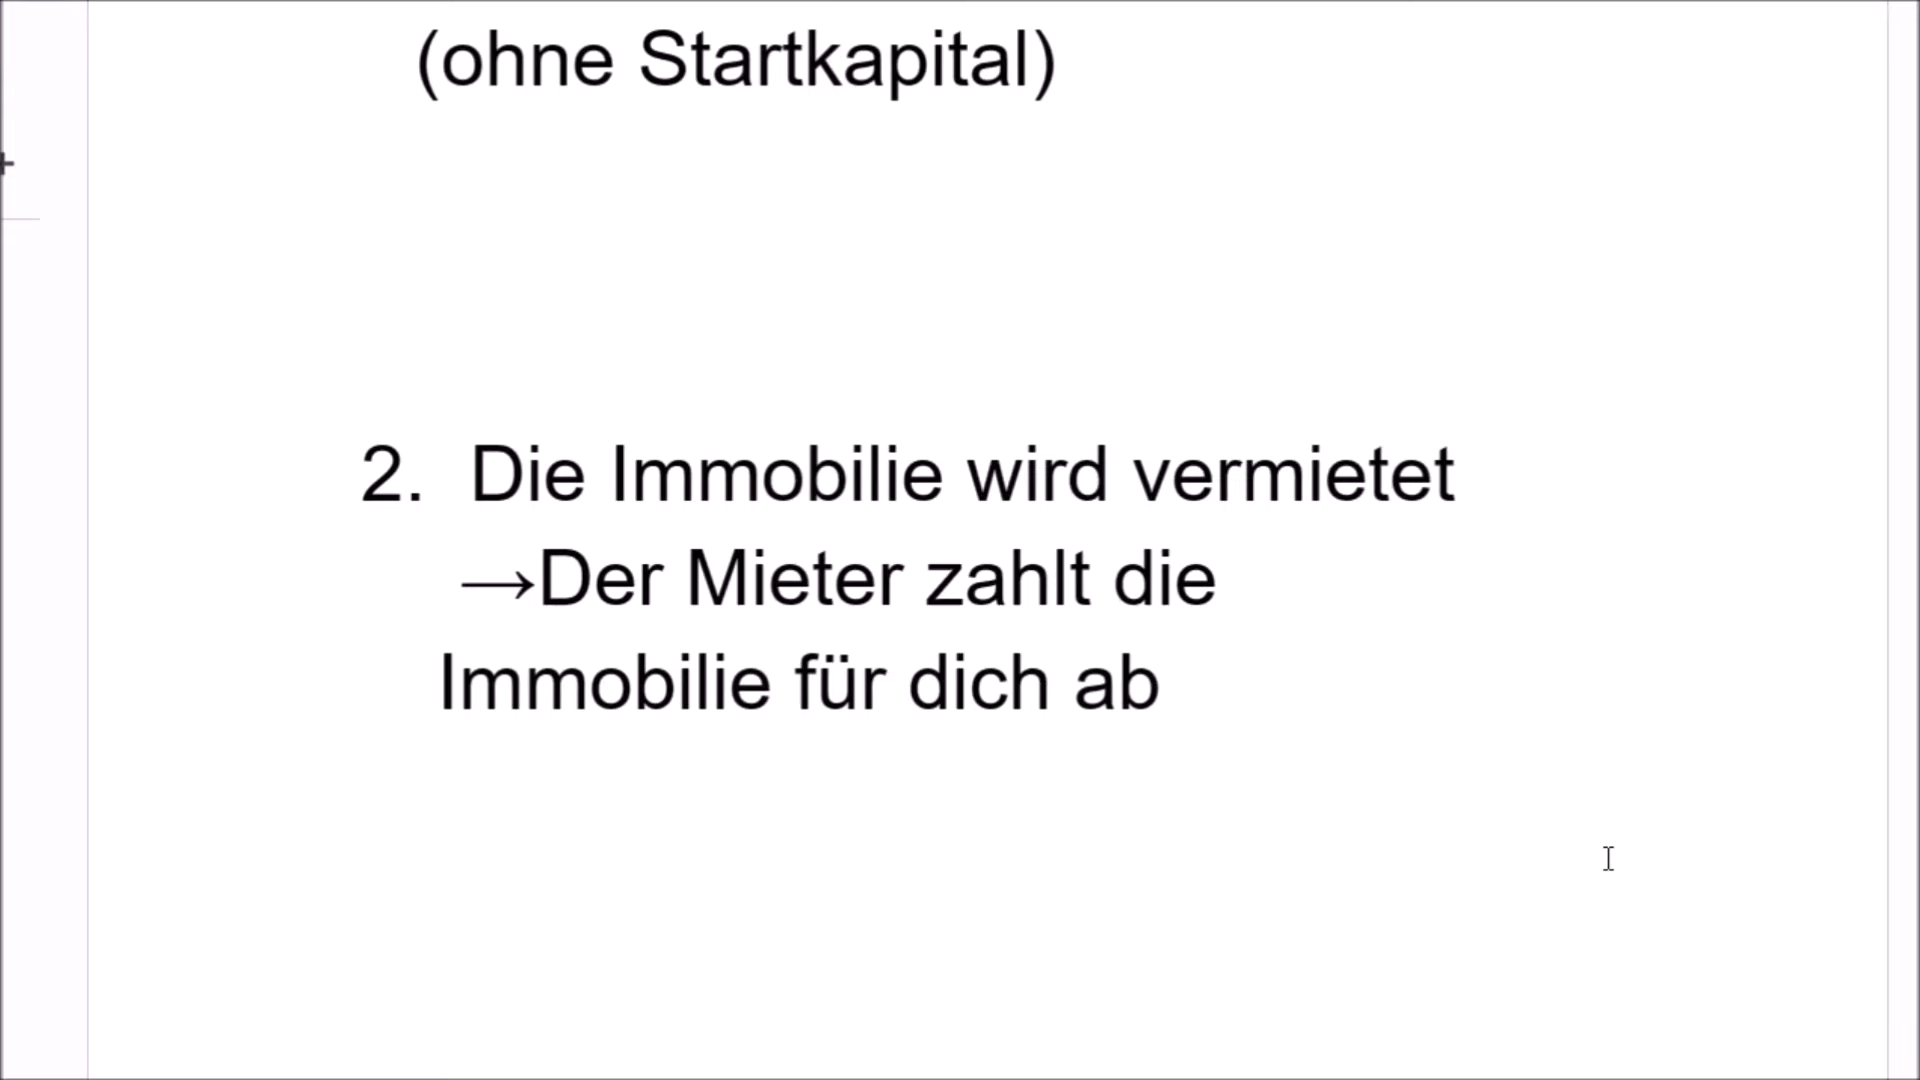 (ohne Startkapital)
2. Die Immobilie wird vermietet
→Der Mieter zahlt die
Immobilie für dich ab